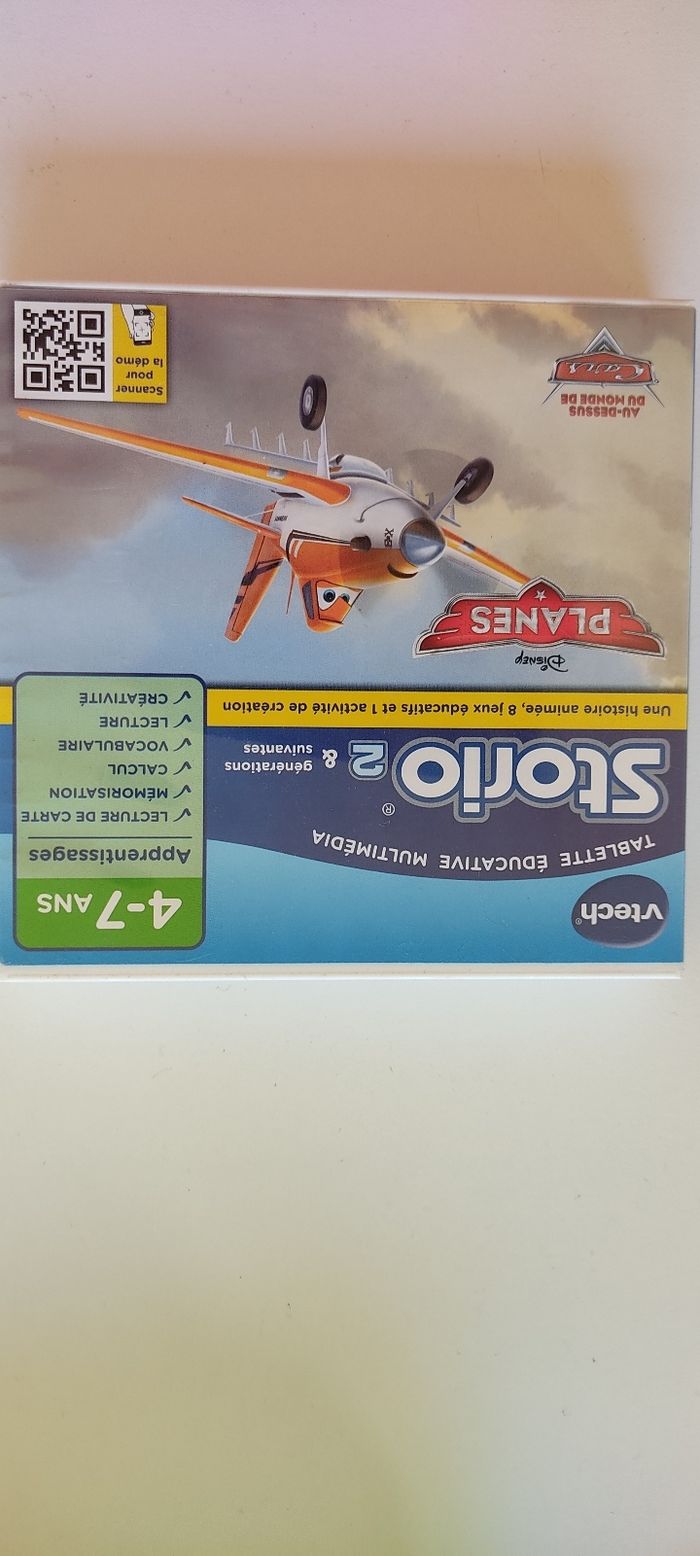 vtech®
TABLETTE ÉDUCATIVE MULTIMÉDIA
Storio® 2 & générations
suivantes
4-7 ANS
Apprentissages
✓ LECTURE DE CARTE
✓ MÉMORISATION
✓ CALCUL
✓ VOCABULAIRE
✓ LECTURE
✓ CRÉATIVITÉ
Une histoire animée, 8 jeux éducatifs et 1 activité de création
Disney
PLANES
AU-DESSUS
DU MONDE DE
Cars
Scanner
pour
la démo